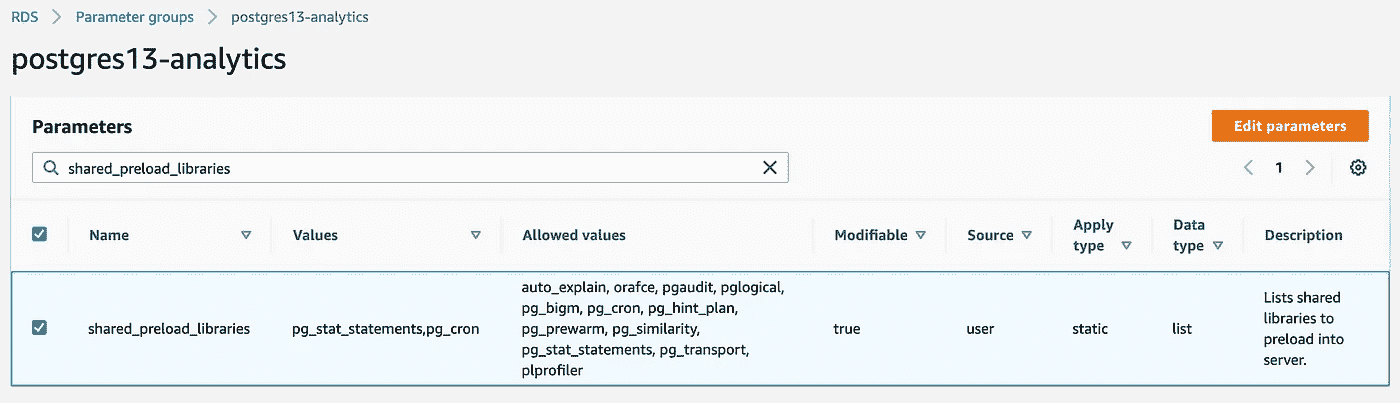 RDS > Parameter groups > postgres13-analytics
postgres13-analytics
Parameters
Edit parameters
shared_preload_libraries
1
Name
Values
Allowed values
Modifiable
Source
Apply
type
Data
type
Description
shared_preload_libraries
pg_stat_statements,pg_cron
auto_explain, orafce, pgaudit, pglogical,
pg_bigm, pg_cron, pg_hint_plan,
pg_prewarm, pg_similarity,
pg_stat_statements, pg_transport,
plprofiler
true
user
static
list
Lists shared
libraries to
preload into
server.